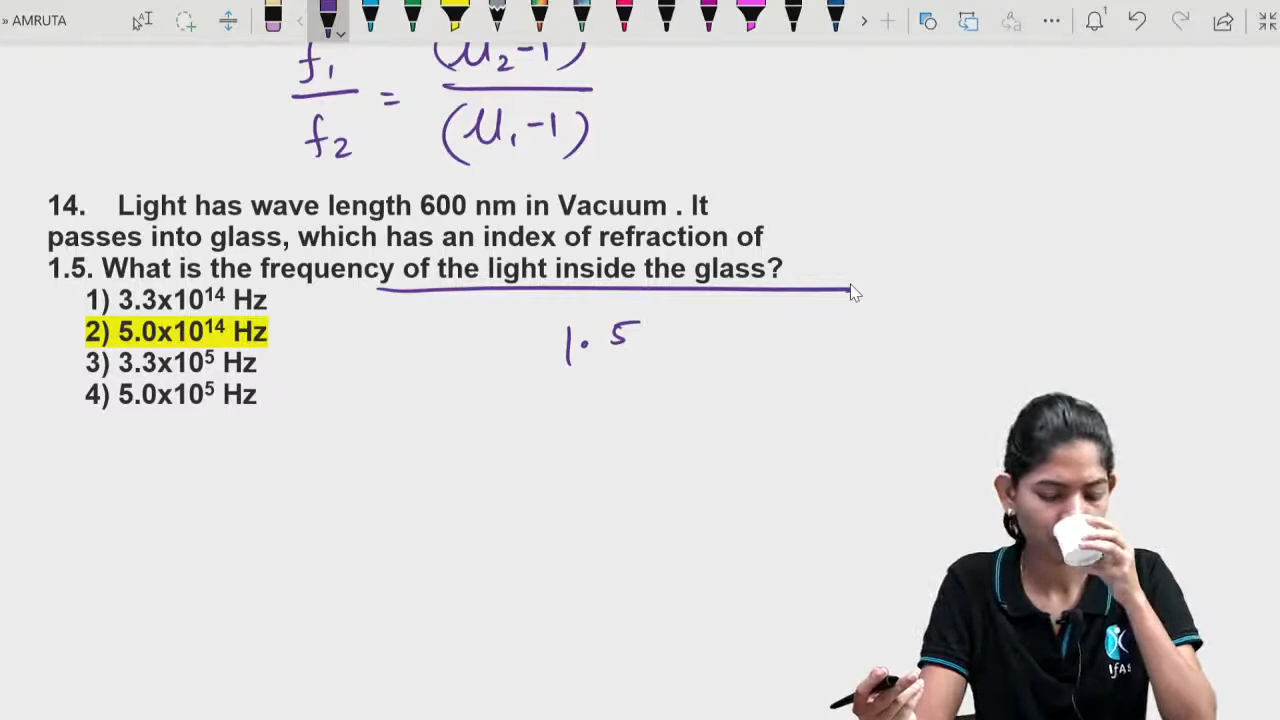 » AMRUTA
f₁ / f₂ = (μ₂-1) / (μ₁-1)
14. Light has wave length 600 nm in Vacuum . It
passes into glass, which has an index of refraction of
1.5. What is the frequency of the light inside the glass?
1) 3.3x10¹⁴ Hz
2) 5.0x10¹⁴ Hz
3) 3.3x10⁵ Hz
4) 5.0x10⁵ Hz
1.5
IFAS